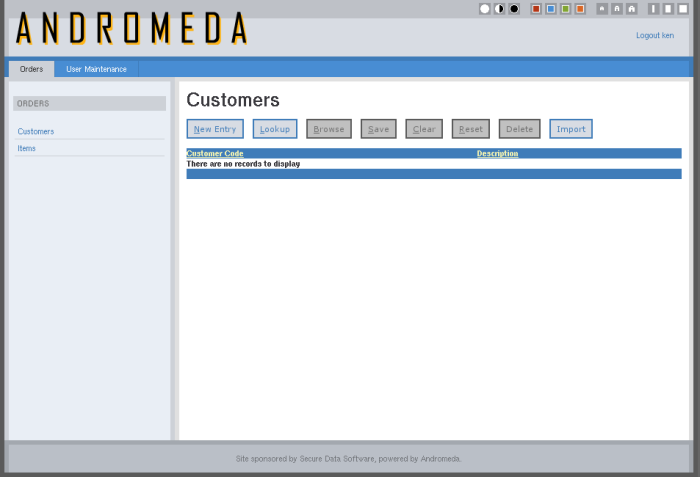 ANDROMEDA
A A A
Logout ken
Orders User Maintenance
ORDERS
Customers
Items
Customers
New Entry Lookup Browse Save Clear Reset Delete Import
Customer Code Description
There are no records to display
Site sponsored by Secure Data Software, powered by Andromeda.